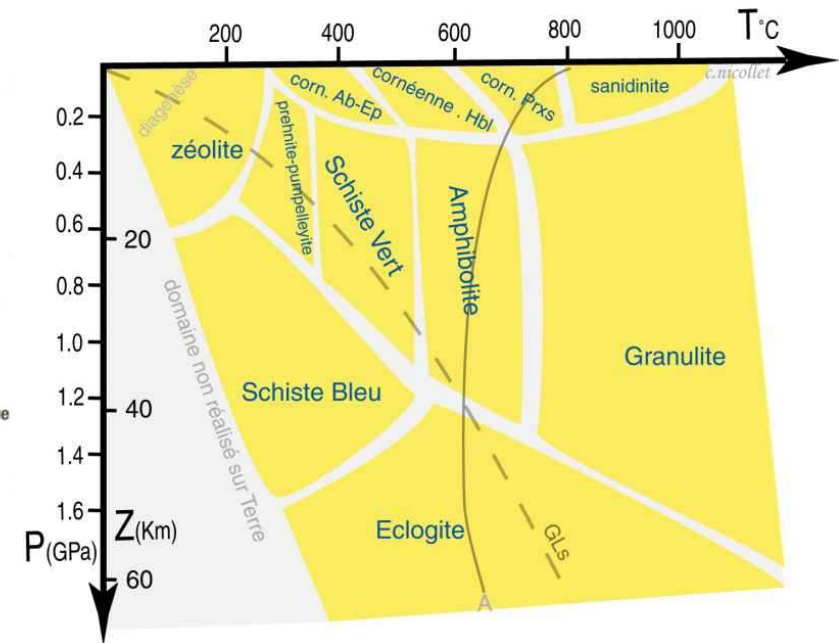 T°C
200 400 600 800 1000
c.nicollet
diagenèse
corn. Ab-Ep
cornéenne . Hbl
corn. Prxs
sanidinite
0.2
zéolite
prehnite-pumpelleyite
Schiste Vert
Amphibolite
0.4
0.6
20
0.8
domaine non réalisé sur Terre
1.0
Granulite
Schiste Bleu
1.2
40
e
1.4
1.6
Z(Km)
P(GPa)
Eclogite
GLs
60
A